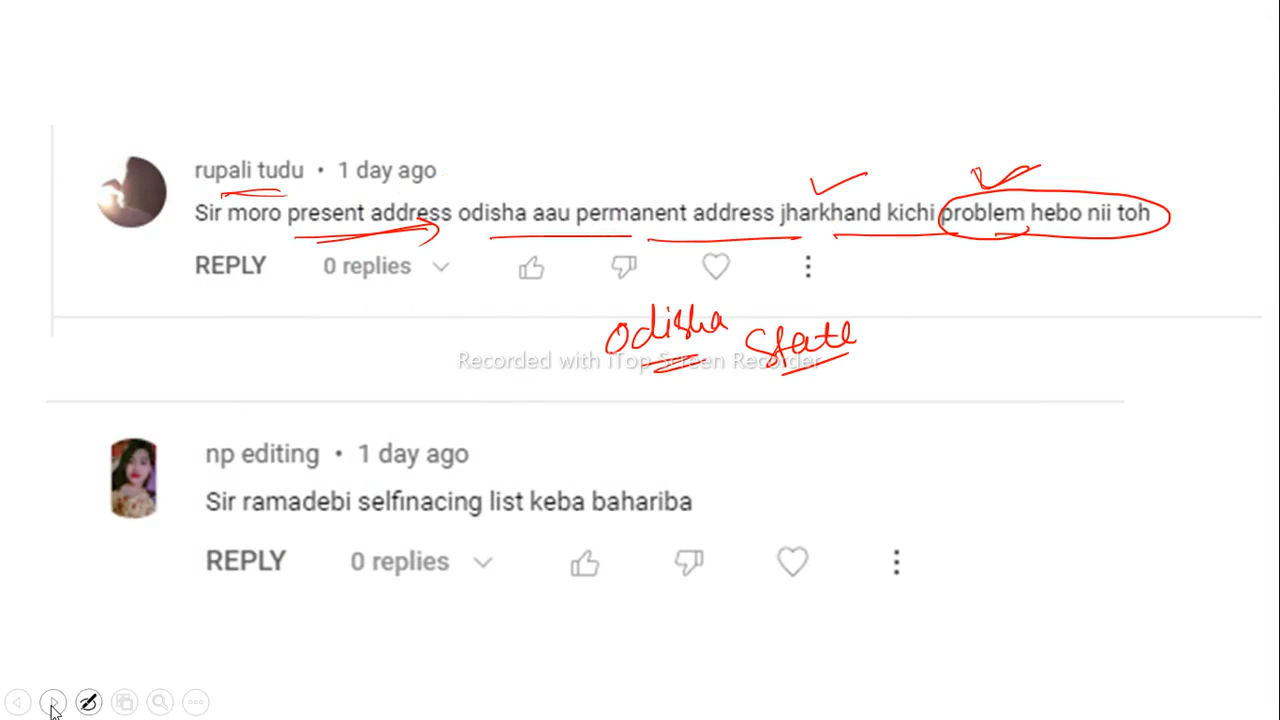 rupali tudu • 1 day ago
Sir moro present address odisha aau permanent address jharkhand kichi problem hebo nii toh
REPLY 0 replies
Odisha State
Recorded with iTop Screen Recorder
np editing • 1 day ago
Sir ramadebi selfinacing list keba bahariba
REPLY 0 replies